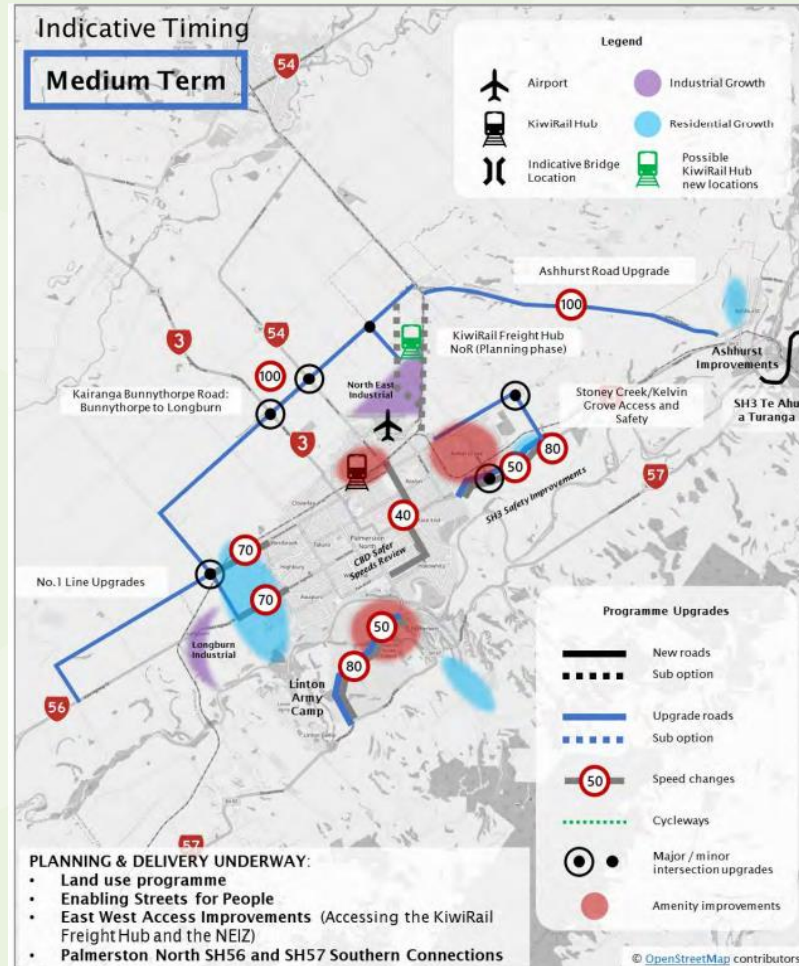 Indicative Timing
Medium Term
54
Legend
Airport
Industrial Growth
KiwiRail Hub
Residential Growth
Indicative Bridge
Location
Possible
KiwiRail Hub
new locations
Ashhurst Road Upgrade
100
3
54
KiwiRail Freight Hub
NoR (Planning phase)
Ashhurst
Improvements
100
North East
Industrial
Kairanga Bunnythorpe Road:
Bunnythorpe to Longburn
Stoney Creek/Kelvin
Grove Access and
Safety
SH3 Te Ahu
a Turanga
3
80
50
57
SH3 Safety Improvements
40
Palmerston
North
CBD Safer
Speeds Review
70
No.1 Line Upgrades
70
Programme Upgrades
50
Longburn
Industrial
New roads
80
Sub option
Linton
Army
Camp
56
Upgrade roads
Sub option
50
Speed changes
Cycleways
57
Major / minor
intersection upgrades
PLANNING & DELIVERY UNDERWAY:
• Land use programme
• Enabling Streets for People
• East West Access Improvements (Accessing the KiwiRail
Freight Hub and the NEIZ)
• Palmerston North SH56 and SH57 Southern Connections
Amenity improvements
© OpenStreetMap contributors